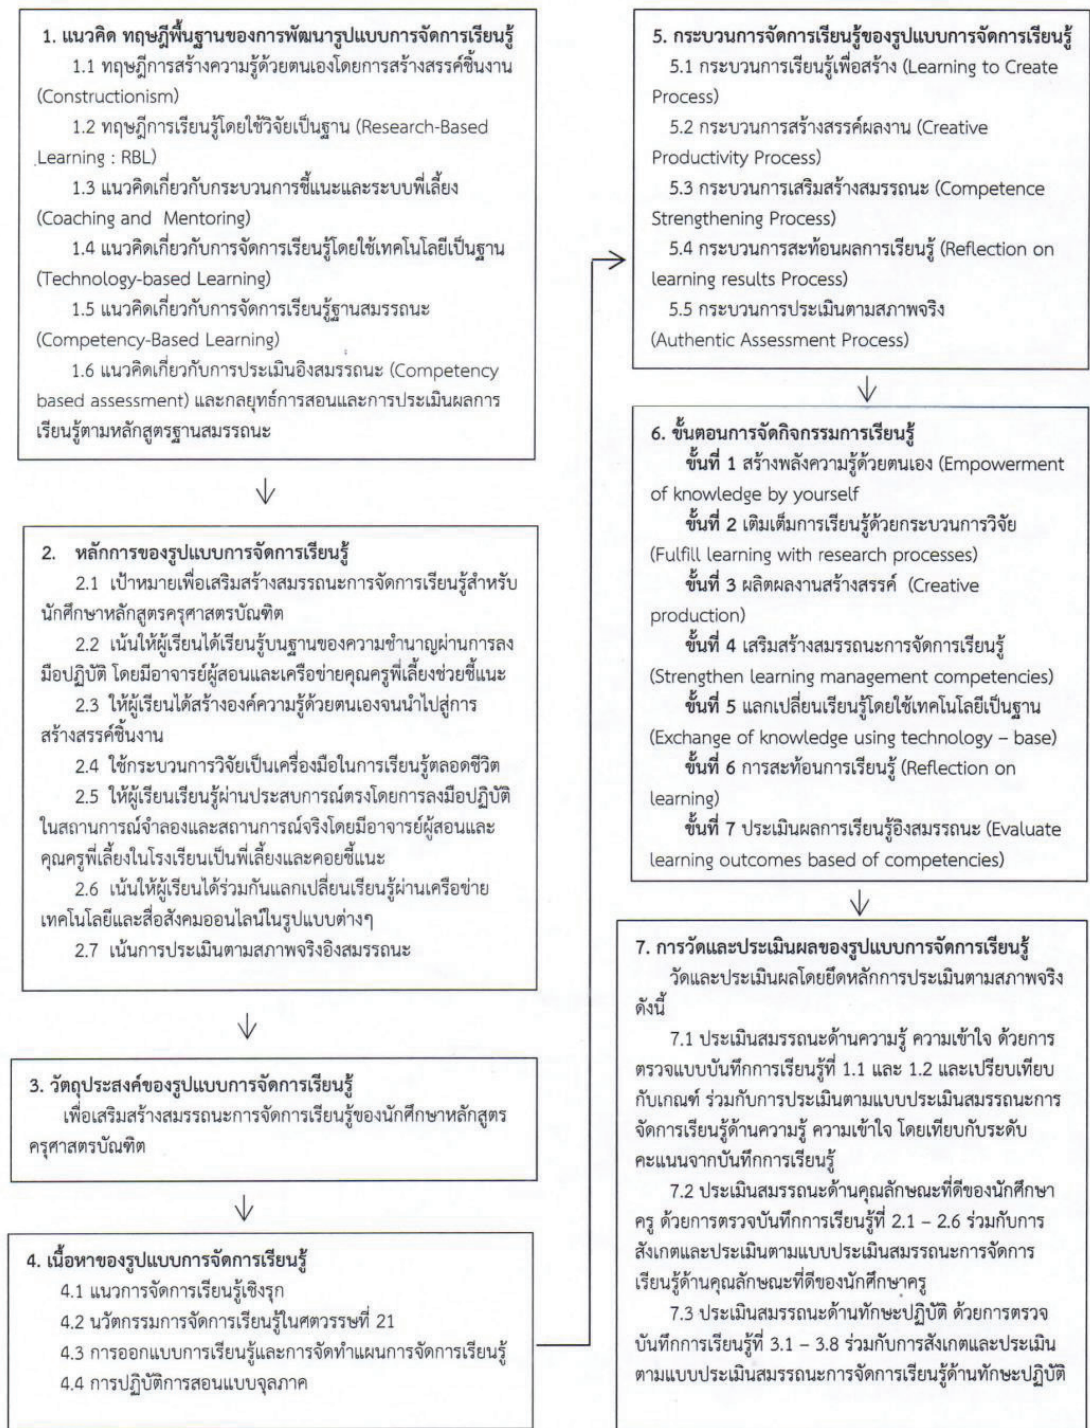 1. แนวคิด ทฤษฎีพื้นฐานของการพัฒนารูปแบบการจัดการเรียนรู้
1.1 ทฤษฎีการสร้างความรู้ด้วยตนเองโดยการสร้างสรรค์ชิ้นงาน
(Constructionism)
1.2 ทฤษฎีการเรียนรู้โดยใช้วิจัยเป็นฐาน (Research-Based
Learning : RBL)
1.3 แนวคิดเกี่ยวกับกระบวนการชี้แนะและระบบพี่เลี้ยง
(Coaching and Mentoring)
1.4 แนวคิดเกี่ยวกับการจัดการเรียนรู้โดยใช้เทคโนโลยีเป็นฐาน
(Technology-based Learning)
1.5 แนวคิดเกี่ยวกับการจัดการเรียนรู้ฐานสมรรถนะ
(Competency-Based Learning)
1.6 แนวคิดเกี่ยวกับการประเมินอิงสมรรถนะ (Competency
based assessment) และกลยุทธ์การสอนและการประเมินผลการ
เรียนรู้ตามหลักสูตรฐานสมรรถนะ
2. หลักการของรูปแบบการจัดการเรียนรู้
2.1 เป้าหมายเพื่อเสริมสร้างสมรรถนะการจัดการเรียนรู้สำหรับ
นักศึกษาหลักสูตรครุศาสตรบัณฑิต
2.2 เน้นให้ผู้เรียนได้เรียนรู้บนฐานของความชำนาญผ่านการลง
มือปฏิบัติ โดยมีอาจารย์ผู้สอนและเครือข่ายคุณครูพี่เลี้ยงช่วยชี้แนะ
2.3 ให้ผู้เรียนได้สร้างองค์ความรู้ด้วยตนเองจนนำไปสู่การ
สร้างสรรค์ชิ้นงาน
2.4 ใช้กระบวนการวิจัยเป็นเครื่องมือในการเรียนรู้ตลอดชีวิต
2.5 ให้ผู้เรียนเรียนรู้ผ่านประสบการณ์ตรงโดยการลงมือปฏิบัติ
ในสถานการณ์จำลองและสถานการณ์จริงโดยมีอาจารย์ผู้สอนและ
คุณครูพี่เลี้ยงในโรงเรียนเป็นพี่เลี้ยงและคอยชี้แนะ
2.6 เน้นให้ผู้เรียนได้ร่วมกันแลกเปลี่ยนเรียนรู้ผ่านเครือข่าย
เทคโนโลยีและสื่อสังคมออนไลน์ในรูปแบบต่างๆ
2.7 เน้นการประเมินตามสภาพจริงอิงสมรรถนะ
3. วัตถุประสงค์ของรูปแบบการจัดการเรียนรู้
เพื่อเสริมสร้างสมรรถนะการจัดการเรียนรู้ของนักศึกษาหลักสูตร
ครุศาสตรบัณฑิต
4. เนื้อหาของรูปแบบการจัดการเรียนรู้
4.1 แนวการจัดการเรียนรู้เชิงรุก
4.2 นวัตกรรมการจัดการเรียนรู้ในศตวรรษที่ 21
4.3 การออกแบบการเรียนรู้และการจัดทำแผนการจัดการเรียนรู้
4.4 การปฏิบัติการสอนแบบจุลภาค
5. กระบวนการจัดการเรียนรู้ของรูปแบบการจัดการเรียนรู้
5.1 กระบวนการเรียนรู้เพื่อสร้าง (Learning to Create
Process)
5.2 กระบวนการสร้างสรรค์ผลงาน (Creative
Productivity Process)
5.3 กระบวนการเสริมสร้างสมรรถนะ (Competence
Strengthening Process)
5.4 กระบวนการสะท้อนผลการเรียนรู้ (Reflection on
learning results Process)
5.5 กระบวนการประเมินตามสภาพจริง
(Authentic Assessment Process)
6. ขั้นตอนการจัดกิจกรรมการเรียนรู้
ขั้นที่ 1 สร้างพลังความรู้ด้วยตนเอง (Empowerment
of knowledge by yourself
ขั้นที่ 2 เติมเต็มการเรียนรู้ด้วยกระบวนการวิจัย
(Fulfill learning with research processes)
ขั้นที่ 3 ผลิตผลงานสร้างสรรค์ (Creative
production)
ขั้นที่ 4 เสริมสร้างสมรรถนะการจัดการเรียนรู้
(Strengthen learning management competencies)
ขั้นที่ 5 แลกเปลี่ยนเรียนรู้โดยใช้เทคโนโลยีเป็นฐาน
(Exchange of knowledge using technology – base)
ขั้นที่ 6 การสะท้อนการเรียนรู้ (Reflection on
learning)
ขั้นที่ 7 ประเมินผลการเรียนรู้อิงสมรรถนะ (Evaluate
learning outcomes based of competencies)
7. การวัดและประเมินผลของรูปแบบการจัดการเรียนรู้
วัดและประเมินผลโดยยึดหลักการประเมินตามสภาพจริง
ดังนี้
7.1 ประเมินสมรรถนะด้านความรู้ ความเข้าใจ ด้วยการ
ตรวจแบบบันทึกการเรียนรู้ที่ 1.1 และ 1.2 และเปรียบเทียบ
กับเกณฑ์ ร่วมกับการประเมินตามแบบประเมินสมรรถนะการ
จัดการเรียนรู้ด้านความรู้ ความเข้าใจ โดยเทียบกับระดับ
คะแนนจากบันทึกการเรียนรู้
7.2 ประเมินสมรรถนะด้านคุณลักษณะที่ดีของนักศึกษา
ครู ด้วยการตรวจบันทึกการเรียนรู้ที่ 2.1 – 2.6 ร่วมกับการ
สังเกตและประเมินตามแบบประเมินสมรรถนะการจัดการ
เรียนรู้ด้านคุณลักษณะที่ดีของนักศึกษาครู
7.3 ประเมินสมรรถนะด้านทักษะปฏิบัติ ด้วยการตรวจ
บันทึกการเรียนรู้ที่ 3.1 – 3.8 ร่วมกับการสังเกตและประเมิน
ตามแบบประเมินสมรรถนะการจัดการเรียนรู้ด้านทักษะปฏิบัติ